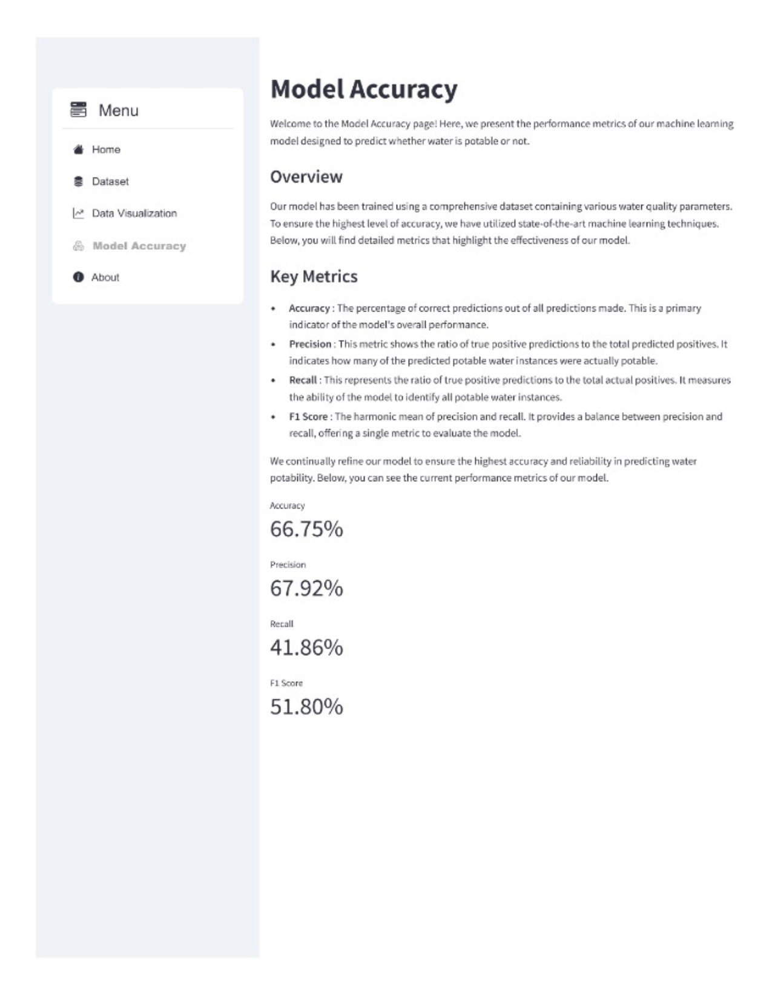 Menu
Home
Dataset
Data Visualization
Model Accuracy
About
Model Accuracy
Welcome to the Model Accuracy page! Here, we present the performance metrics of our machine learning
model designed to predict whether water is potable or not.
Overview
Our model has been trained using a comprehensive dataset containing various water quality parameters.
To ensure the highest level of accuracy, we have utilized state-of-the-art machine learning techniques.
Below, you will find detailed metrics that highlight the effectiveness of our model.
Key Metrics
• Accuracy : The percentage of correct predictions out of all predictions made. This is a primary
indicator of the model's overall performance.
• Precision : This metric shows the ratio of true positive predictions to the total predicted positives. It
indicates how many of the predicted potable water instances were actually potable.
• Recall : This represents the ratio of true positive predictions to the total actual positives. It measures
the ability of the model to identify all potable water instances.
• F1 Score : The harmonic mean of precision and recall. It provides a balance between precision and
recall, offering a single metric to evaluate the model.
We continually refine our model to ensure the highest accuracy and reliability in predicting water
potability. Below, you can see the current performance metrics of our model.
Accuracy
66.75%
Precision
67.92%
Recall
41.86%
F1 Score
51.80%